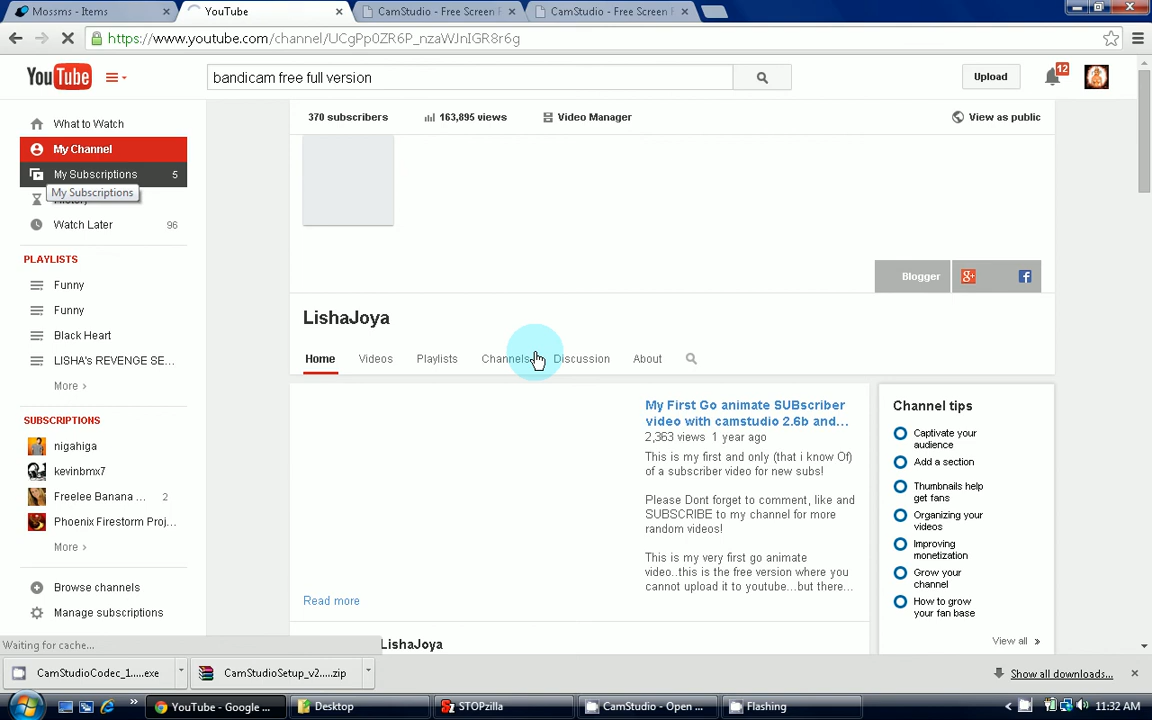 Mossms - Items
YouTube
CamStudio - Free Screen F
CamStudio - Free Screen F
https://www.youtube.com/channel/UCgPp0ZR6P_nzaWJnIGR8r6g
YouTube
bandicam free full version
Upload
12
What to Watch
My Channel
My Subscriptions 5
My Subscriptions
History
Watch Later 96
PLAYLISTS
Funny
Funny
Black Heart
LISHA's REVENGE SE...
More ›
SUBSCRIPTIONS
nigahiga
kevinbmx7
Freelee Banana ... 2
Phoenix Firestorm Proj...
More ›
Browse channels
Manage subscriptions
370 subscribers
163,895 views
Video Manager
View as public
Blogger
LishaJoya
Home
Videos
Playlists
Channels
Discussion
About
My First Go animate SUBscriber
video with camstudio 2.6b and...
2,363 views 1 year ago
This is my first and only (that i know Of)
of a subscriber video for new subs!
Please Dont forget to comment, like and
SUBSCRIBE to my channel for more
random videos!
This is my very first go animate
video..this is the free version where you
cannot upload it to youtube...but there...
Read more
LishaJoya
Channel tips
Captivate your
audience
Add a section
Thumbnails help
get fans
Organizing your
videos
Improving
monetization
Grow your
channel
How to grow
your fan base
View all »
Waiting for cache...
CamStudioCodec_1.....exe
CamStudioSetup_v2....zip
Show all downloads...
YouTube - Google ...
Desktop
STOPzilla
CamStudio - Open ...
Flashing
11:32 AM